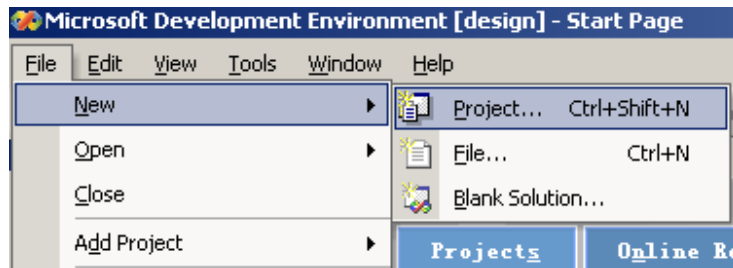 Microsoft Development Environment [design] - Start Page
File Edit View Tools Window Help
New Project... Ctrl+Shift+N
Open File... Ctrl+N
Close Blank Solution...
Add Project Projects Online